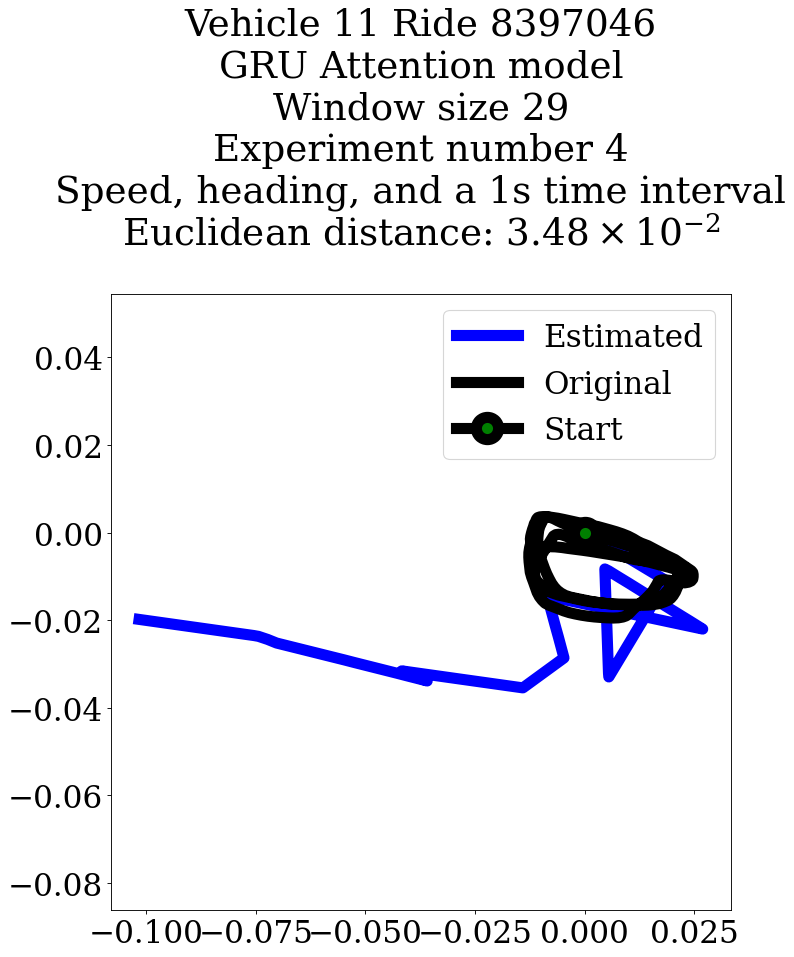 Vehicle 11 Ride 8397046
GRU Attention model
Window size 29
Experiment number 4
Speed, heading, and a 1s time interval
Euclidean distance: 3.48 × 10⁻²
Estimated
Original
Start
0.04
0.02
0.00
−0.02
−0.04
−0.06
−0.08
−0.100 −0.075 −0.050 −0.025 0.000 0.025